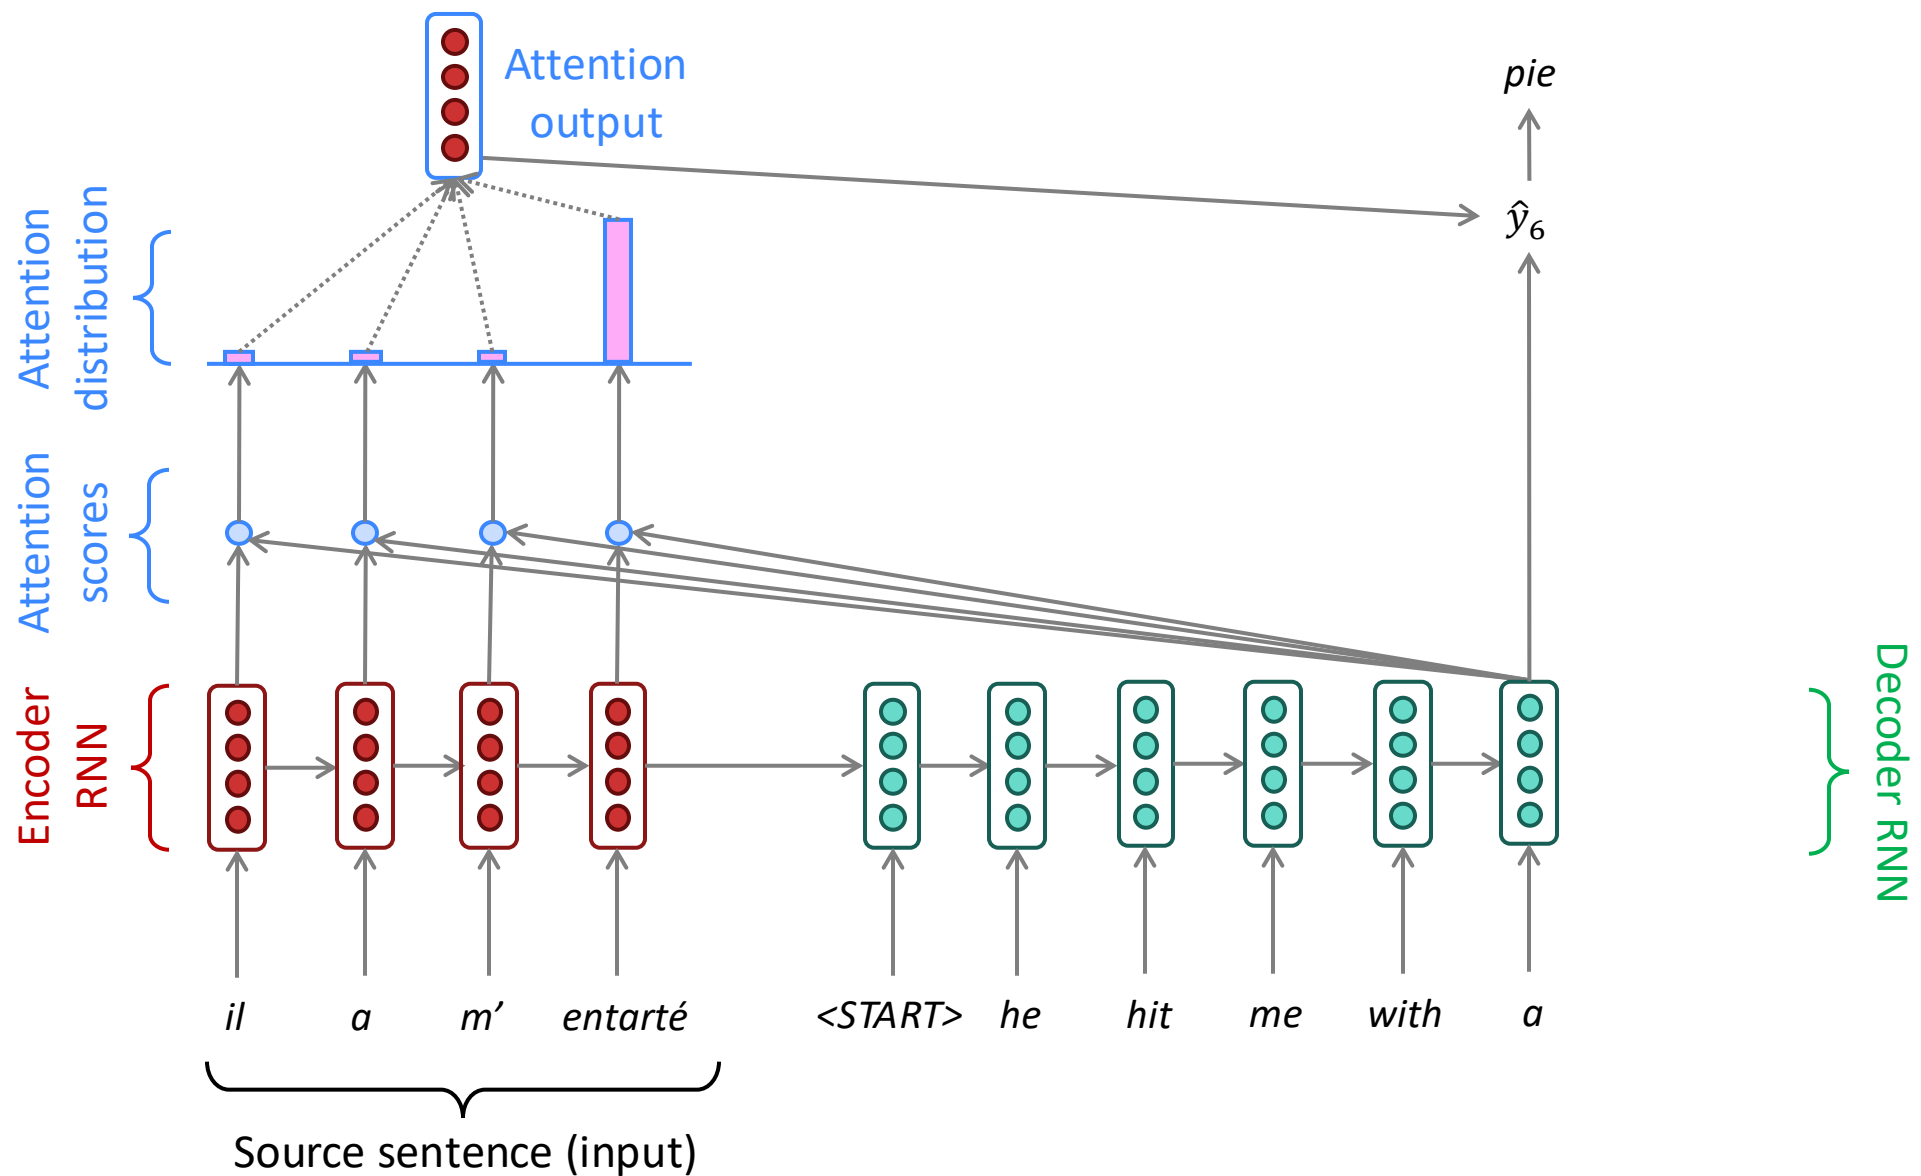 Attention
output
pie
ŷ₆
Attention
distribution
Attention
scores
Encoder
RNN
Decoder RNN
il a m’ entarté <START> he hit me with a
Source sentence (input)